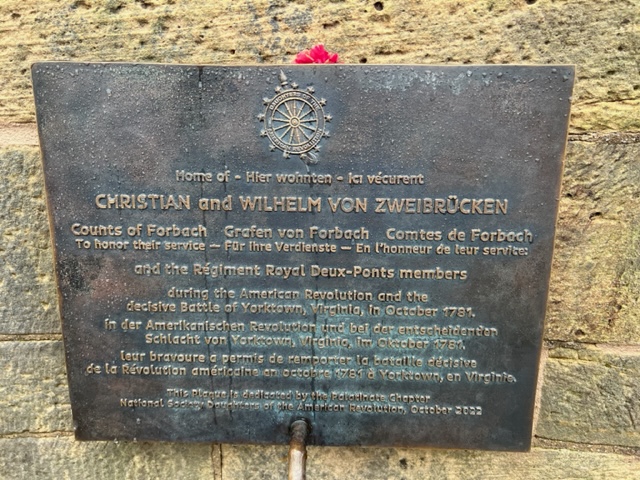 DAUGHTERS OF THE
Home of - Hier wohnten - Ici vécurent
CHRISTIAN and WILHELM VON ZWEIBRÜCKEN
Counts of Forbach Grafen von Forbach Comtes de Forbach
To honor their service — Für ihre Verdienste — En l'honneur de leur service:
and the Régiment Royal Deux-Ponts members
during the American Revolution and the
decisive Battle of Yorktown, Virginia, in October 1781.
in der Amerikanischen Revolution und bei der entscheidenten
Schlacht von Yorktown, Virginia, im Oktober 1781.
leur bravoure a permis de remporter la bataille décisive
de la Révolution américaine en octobre 1781 à Yorktown, en Virginie.
This Plaque is dedicated by the Palatinate Chapter
National Society Daughters of the American Revolution, October 2022